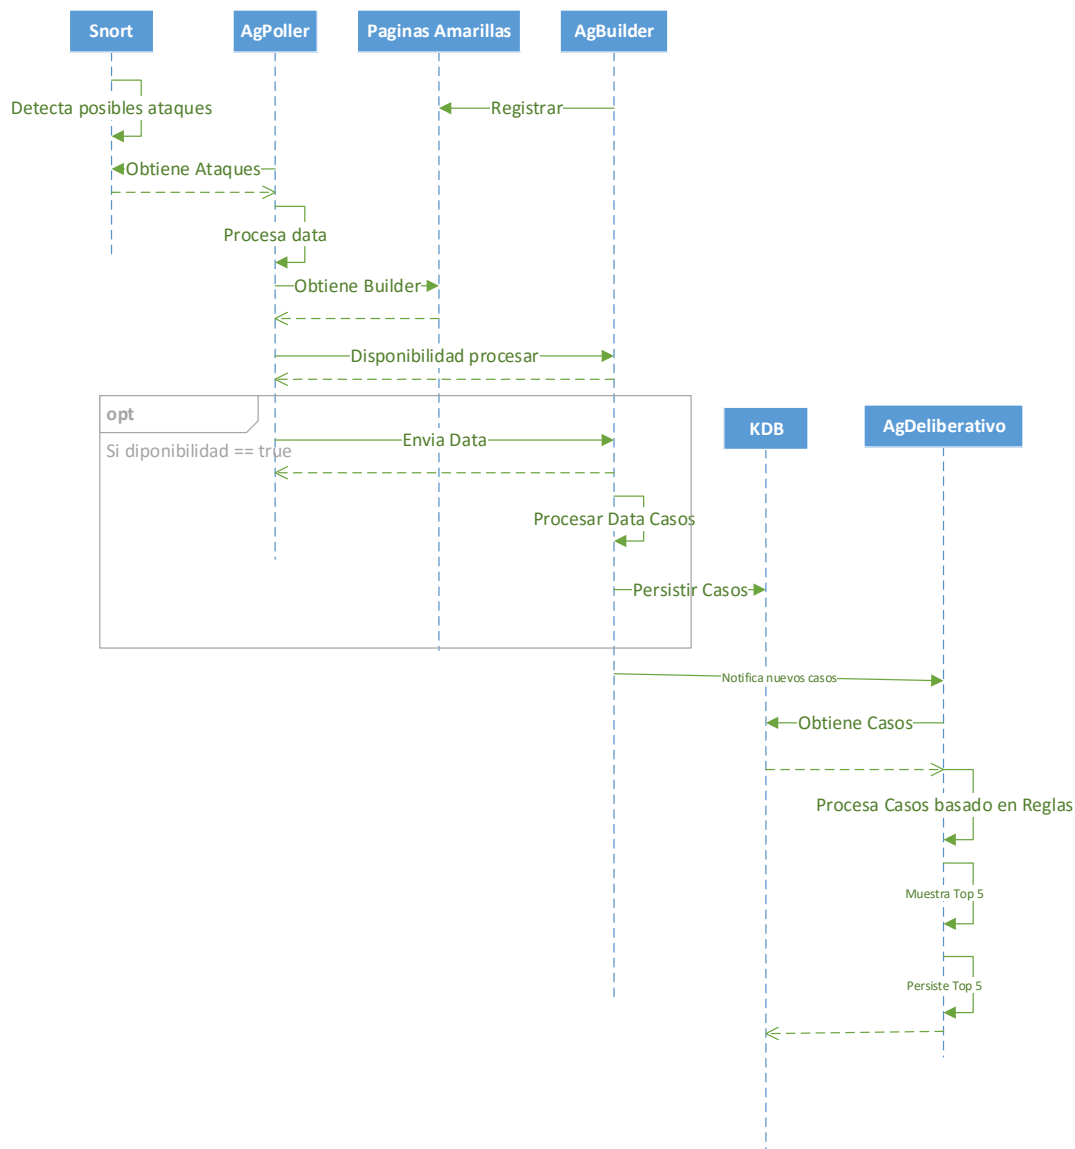 Snort
AgPoller
Paginas Amarillas
AgBuilder
Detecta posibles ataques
Registrar
Obtiene Ataques
Procesa data
Obtiene Builder
Disponibilidad procesar
opt
Si diponibilidad == true
Envia Data
KDB
AgDeliberativo
Procesar Data Casos
Persistir Casos
Notifica nuevos casos
Obtiene Casos
Procesa Casos basado en Reglas
Muestra Top 5
Persiste Top 5